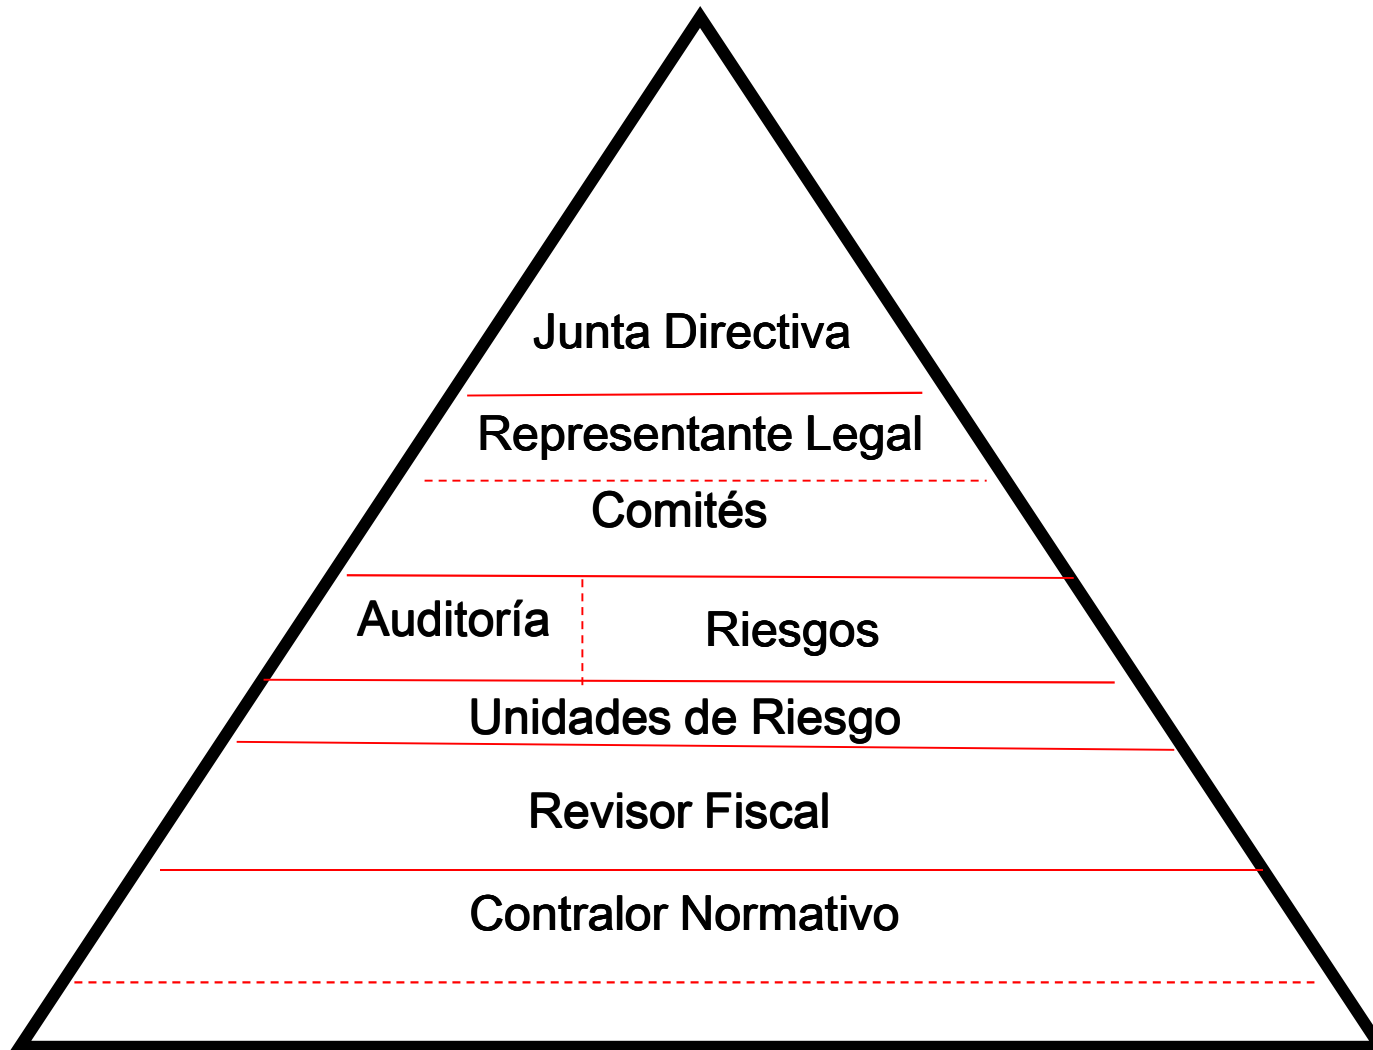 Junta Directiva
Representante Legal
Comités
Auditoría
Riesgos
Unidades de Riesgo
Revisor Fiscal
Contralor Normativo